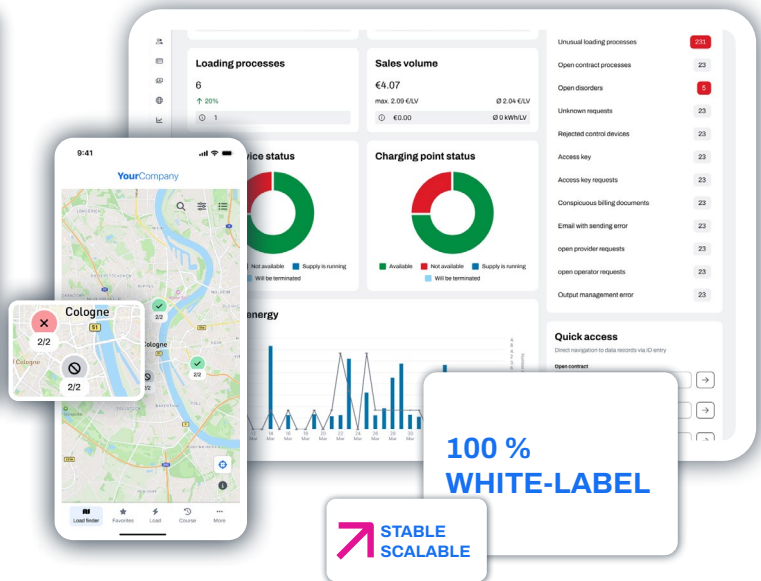 Loading processes
6
↑ 20%
1
Sales volume
€4.07
max. 2.09 €/LV Ø 2.04 €/LV
€0.00 Ø 0 kWh/LV
Unusual loading processes 231
Open contract processes 23
Open disorders 5
Unknown requests 23
Rejected control devices 23
Access key 23
Access key requests 23
Conspicuous billing documents 23
Email with sending error 23
open provider requests 23
open operator requests 23
Output management error 23
vice status
Not available Supply is running
Will be terminated
Charging point status
Available Not available Supply is running
Will be terminated
energy
Quick access
Direct navigation to data records via ID entry
Open contract
9:41
YourCompany
2/2
Cologne
2/2
2/2
Load finder Favorites Load Course More
Cologne
51
2/2
Cologne
2/2
100 %
WHITE-LABEL
STABLE
SCALABLE